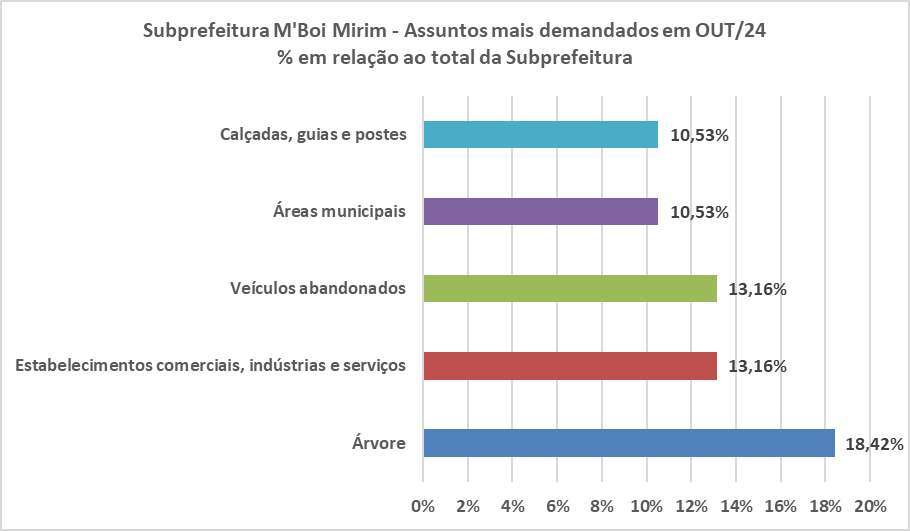 Subprefeitura M'Boi Mirim - Assuntos mais demandados em OUT/24
% em relação ao total da Subprefeitura
Calçadas, guias e postes 10,53%
Áreas municipais 10,53%
Veículos abandonados 13,16%
Estabelecimentos comerciais, indústrias e serviços 13,16%
Árvore 18,42%
0% 2% 4% 6% 8% 10% 12% 14% 16% 18% 20%